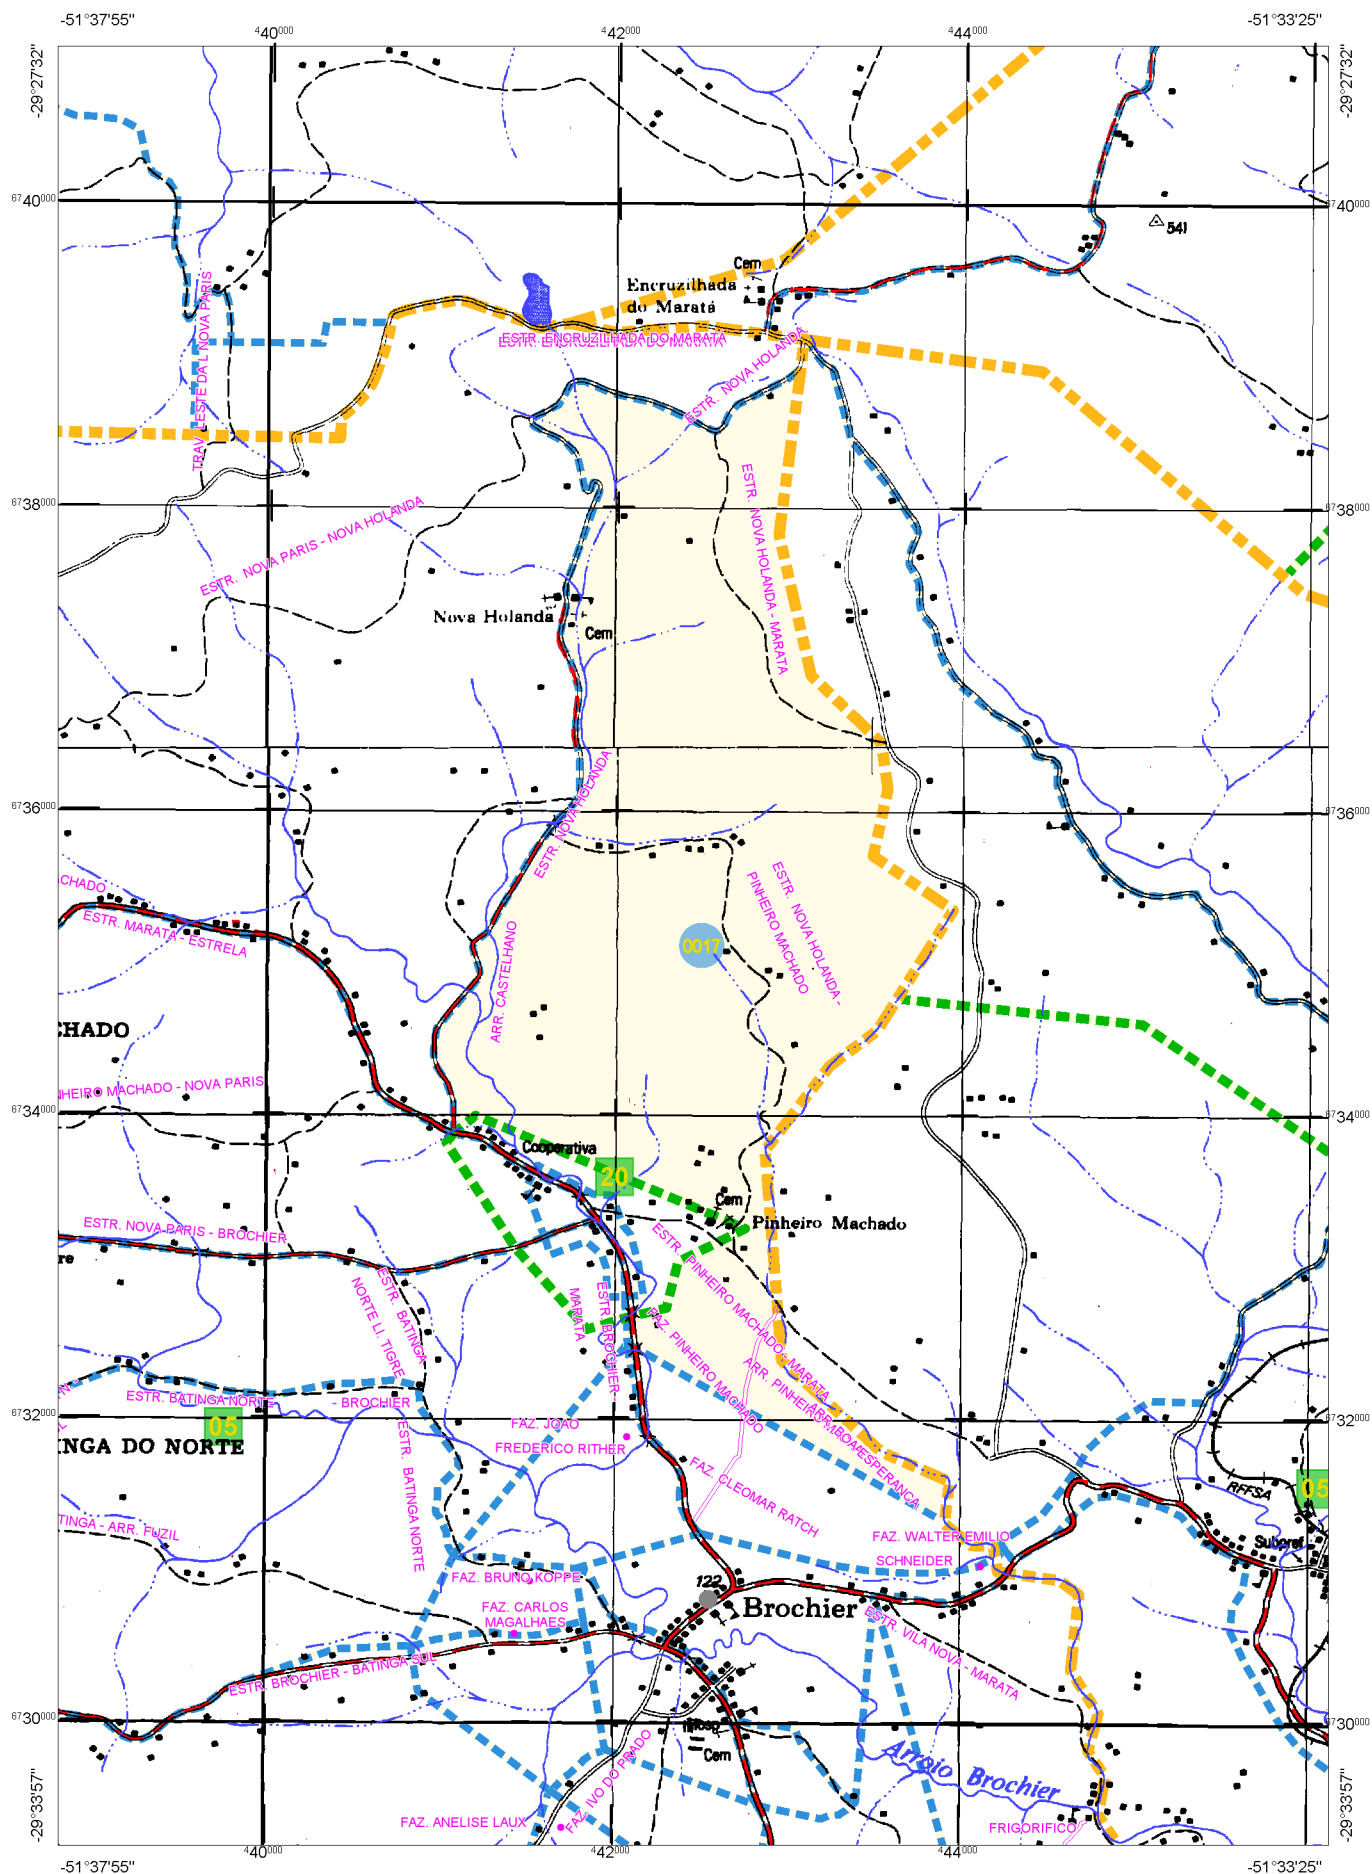 -51°37'55"
-51°33'25"
440000
442000
444000
-29°27'32"
-29°27'32"
6740000
6740000
541
Cem
Encruzilhada
do Maratá
ESTR. ENCRUZILHADA DO MARATA
ESTR. NOVA HOLANDA
TRAV. LESTE DA L NOVA PARIS
6738000
6738000
ESTR. NOVA PARIS - NOVA HOLANDA
ESTR. NOVA HOLANDA - MARATA
Nova Holanda
Cem
ESTR. NOVA HOLANDA
6736000
6736000
ACHADO
ESTR. MARATA - ESTRELA
ARR. CASTELHANO
0017
ESTR. NOVA HOLANDA -
PINHEIRO MACHADO
CHADO
NHEIRO MACHADO - NOVA PARIS
6734000
6734000
Cooperativa
20
Cem
Pinheiro Machado
ESTR. NOVA PARIS - BROCHIER
re
ESTR. PINHEIRO MACHADO - MARATA
ESTR. BATINGA
NORTE LI. TIGRE
ESTR. BROCHIER -
MARATA
FAZ. PINHEIRO MACHADO
ARR. PINHEIRO
ARR. BOA ESPERANCA
ESTR. BATINGA NORTE
- BROCHIER
6732000
6732000
05
INGA DO NORTE
FAZ. JOAO
FREDERICO RITHER
ESTR. BATINGA NORTE
FAZ. CLEOMAR RATCH
RFFSA
05
TINGA - ARR. FUZIL
FAZ. WALTER EMILIO
SCHNEIDER
Subpref
FAZ. BRUNO KOPPE
122
Brochier
FAZ. CARLOS
MAGALHAES
ESTR. VILA NOVA - MARATA
ESTR. BROCHIER - BATINGA SUL
6730000
6730000
Hosp
Cem
Arroio Brochier
FAZ. IVO DO PRADO
FAZ. ANELISE LAUX
FRIGORIFICO
-29°33'57"
-29°33'57"
440000
442000
444000
-51°37'55"
-51°33'25"